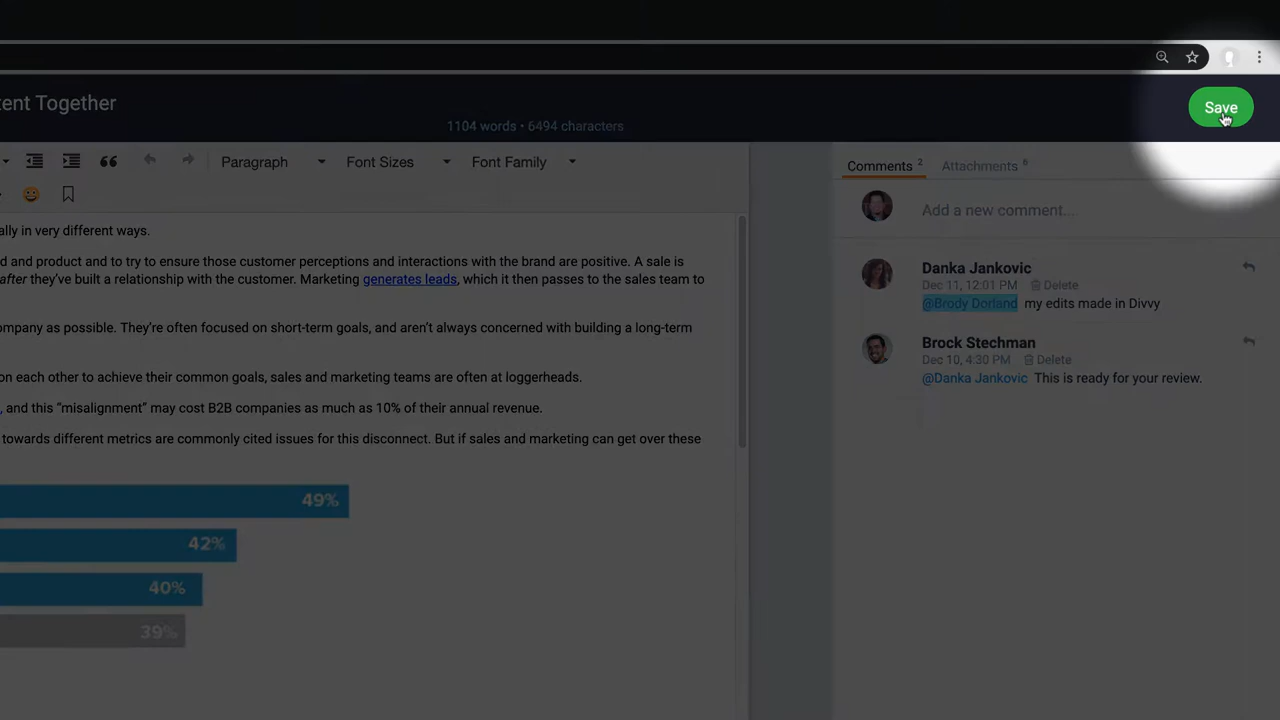 tent Together
Save
1104 words • 6494 characters
Paragraph Font Sizes Font Family
Comments 2 Attachments 6
Add a new comment...
ally in very different ways.
d and product and to try to ensure those customer perceptions and interactions with the brand are positive. A sale is
after they've built a relationship with the customer. Marketing generates leads, which it then passes to the sales team to
ompany as possible. They're often focused on short-term goals, and aren't always concerned with building a long-term
on each other to achieve their common goals, sales and marketing teams are often at loggerheads.
, and this “misalignment” may cost B2B companies as much as 10% of their annual revenue.
towards different metrics are commonly cited issues for this disconnect. But if sales and marketing can get over these
49%
42%
40%
39%
Danka Jankovic
Dec 11, 12:01 PM Delete
@Brody Dorland my edits made in Divvy
Brock Stechman
Dec 10, 4:30 PM Delete
@Danka Jankovic This is ready for your review.